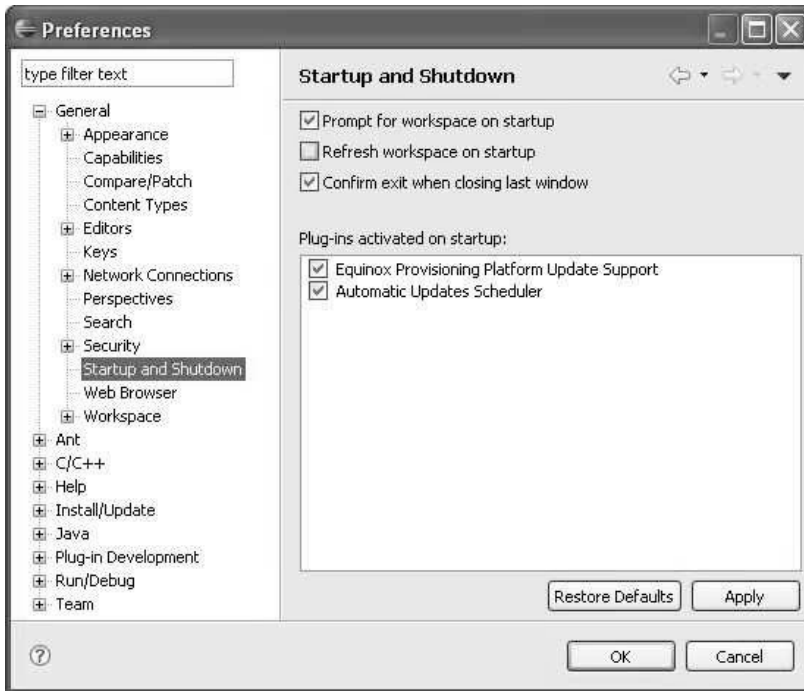 Preferences
type filter text
General
Appearance
Capabilities
Compare/Patch
Content Types
Editors
Keys
Network Connections
Perspectives
Search
Security
Startup and Shutdown
Web Browser
Workspace
Ant
C/C++
Help
Install/Update
Java
Plug-in Development
Run/Debug
Team
Startup and Shutdown
Prompt for workspace on startup
Refresh workspace on startup
Confirm exit when closing last window
Plug-ins activated on startup:
Equinox Provisioning Platform Update Support
Automatic Updates Scheduler
Restore Defaults
Apply
OK
Cancel